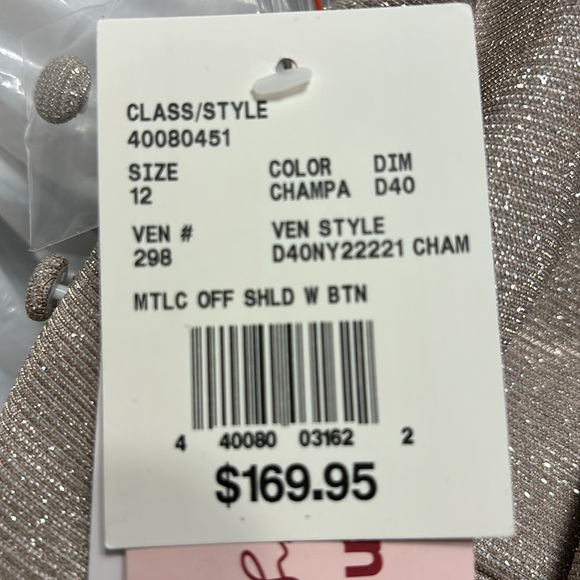 CLASS/STYLE
40080451
SIZE COLOR DIM
12 CHAMPA D40
VEN # VEN STYLE
298 D40NY22221 CHAM
MTLC OFF SHLD W BTN
4 40080 03162 2
$169.95